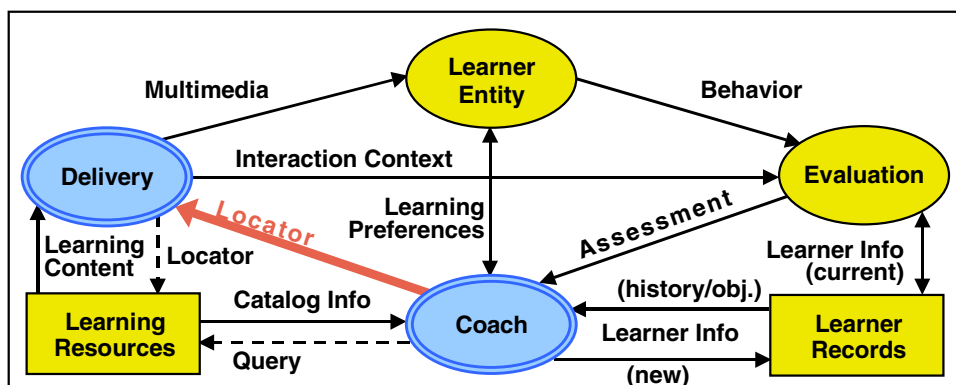 Learner
Entity
Multimedia
Behavior
Interaction Context
Delivery
Evaluation
Locator
Learning
Preferences
Assessment
Learning
Content
Locator
Learner Info
(current)
Catalog Info
(history/obj.)
Learning
Resources
Coach
Learner Info
Learner
Records
Query
(new)